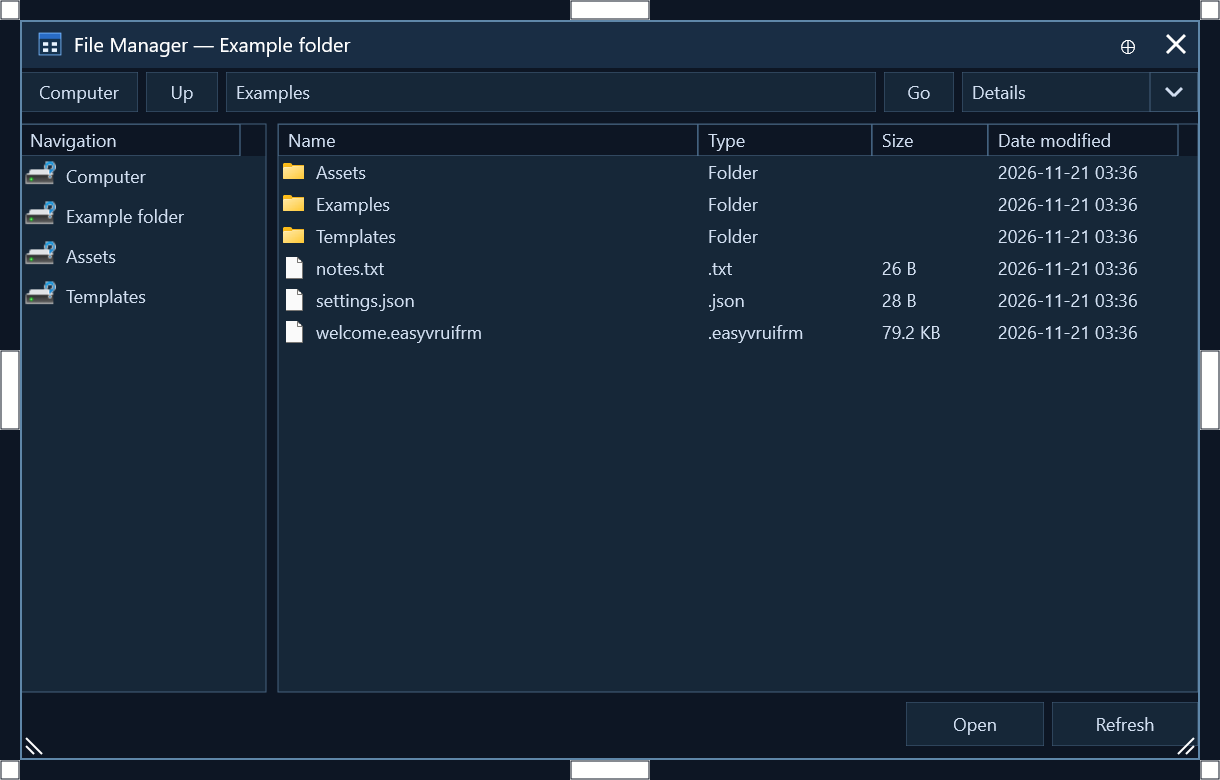 File Manager — Example folder
Computer Up Examples Go Details
Navigation
Computer
Example folder
Assets
Templates
Name Type Size Date modified
Assets Folder 2026-11-21 03:36
Examples Folder 2026-11-21 03:36
Templates Folder 2026-11-21 03:36
notes.txt .txt 26 B 2026-11-21 03:36
settings.json .json 28 B 2026-11-21 03:36
welcome.easyvruifrm .easyvruifrm 79.2 KB 2026-11-21 03:36
Open Refresh